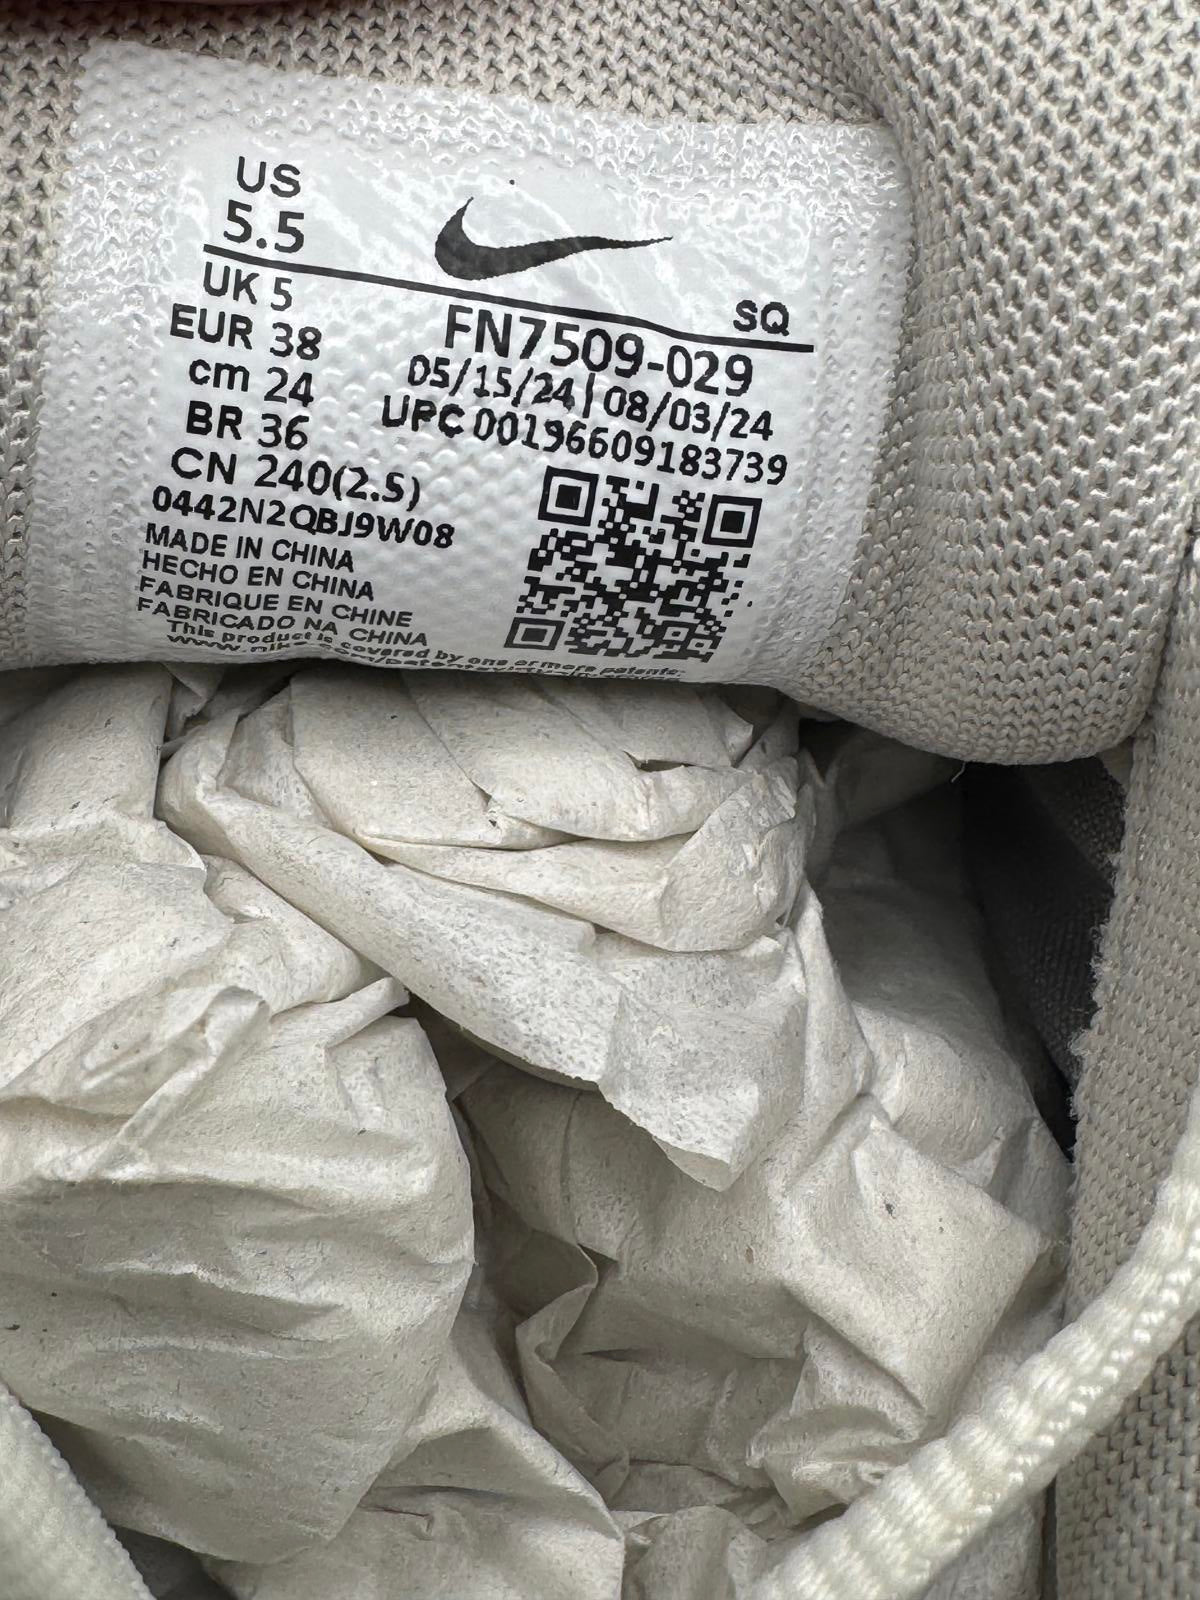 US
5.5
SQ
UK 5
FN7509-029
EUR 38
05/15/24|08/03/24
cm 24
UPC 00196609183739
BR 36
CN 240(2.5)
0442N2QBJ9W08
MADE IN CHINA
HECHO EN CHINA
FABRIQUE EN CHINE
FABRICADO NA CHINA
This product is covered by one or more patents: